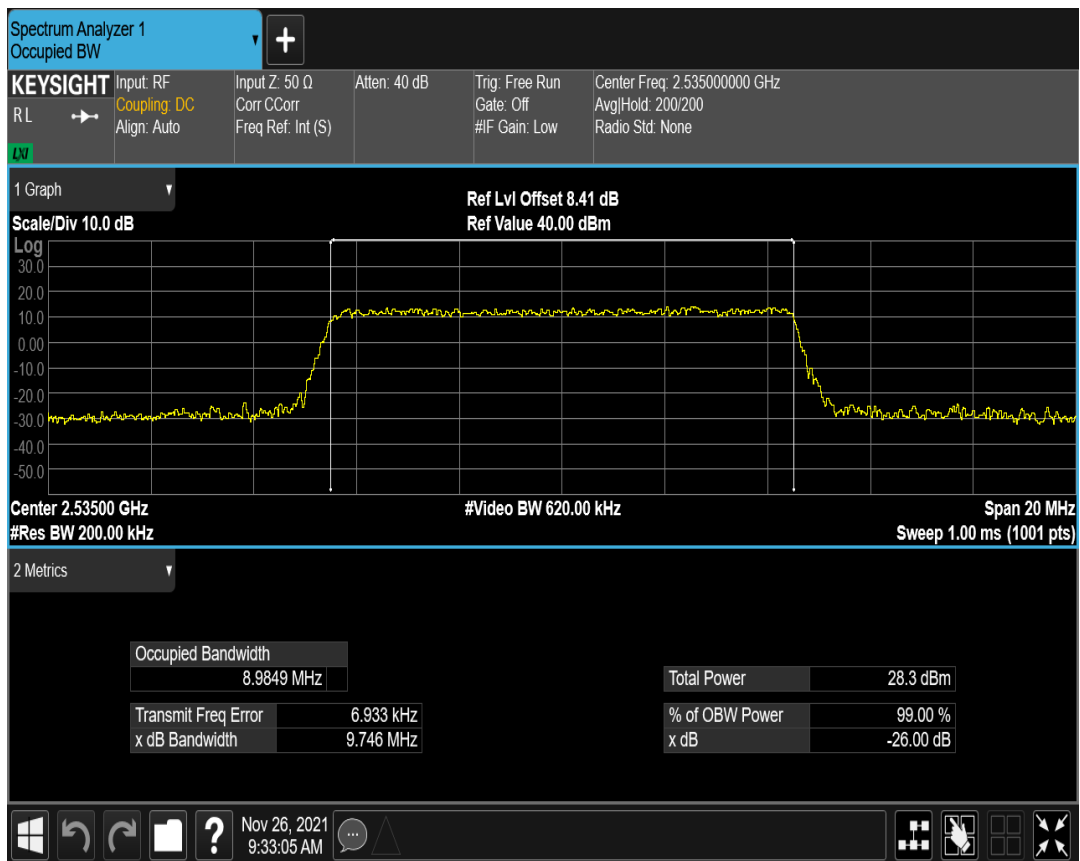 Spectrum Analyzer 1
Occupied BW
+
KEYSIGHT Input: RF Input Z: 50 Ω Atten: 40 dB Trig: Free Run Center Freq: 2.535000000 GHz
RL Coupling: DC Corr CCorr Gate: Off Avg|Hold: 200/200
Align: Auto Freq Ref: Int (S) #IF Gain: Low Radio Std: None
LXI
1 Graph
Ref Lvl Offset 8.41 dB
Scale/Div 10.0 dB Ref Value 40.00 dBm
Log
30.0
20.0
10.0
0.00
-10.0
-20.0
-30.0
-40.0
-50.0
Center 2.53500 GHz #Video BW 620.00 kHz Span 20 MHz
#Res BW 200.00 kHz Sweep 1.00 ms (1001 pts)
2 Metrics
Occupied Bandwidth
8.9849 MHz Total Power 28.3 dBm
Transmit Freq Error 6.933 kHz % of OBW Power 99.00 %
x dB Bandwidth 9.746 MHz x dB -26.00 dB
? Nov 26, 2021
9:33:05 AM